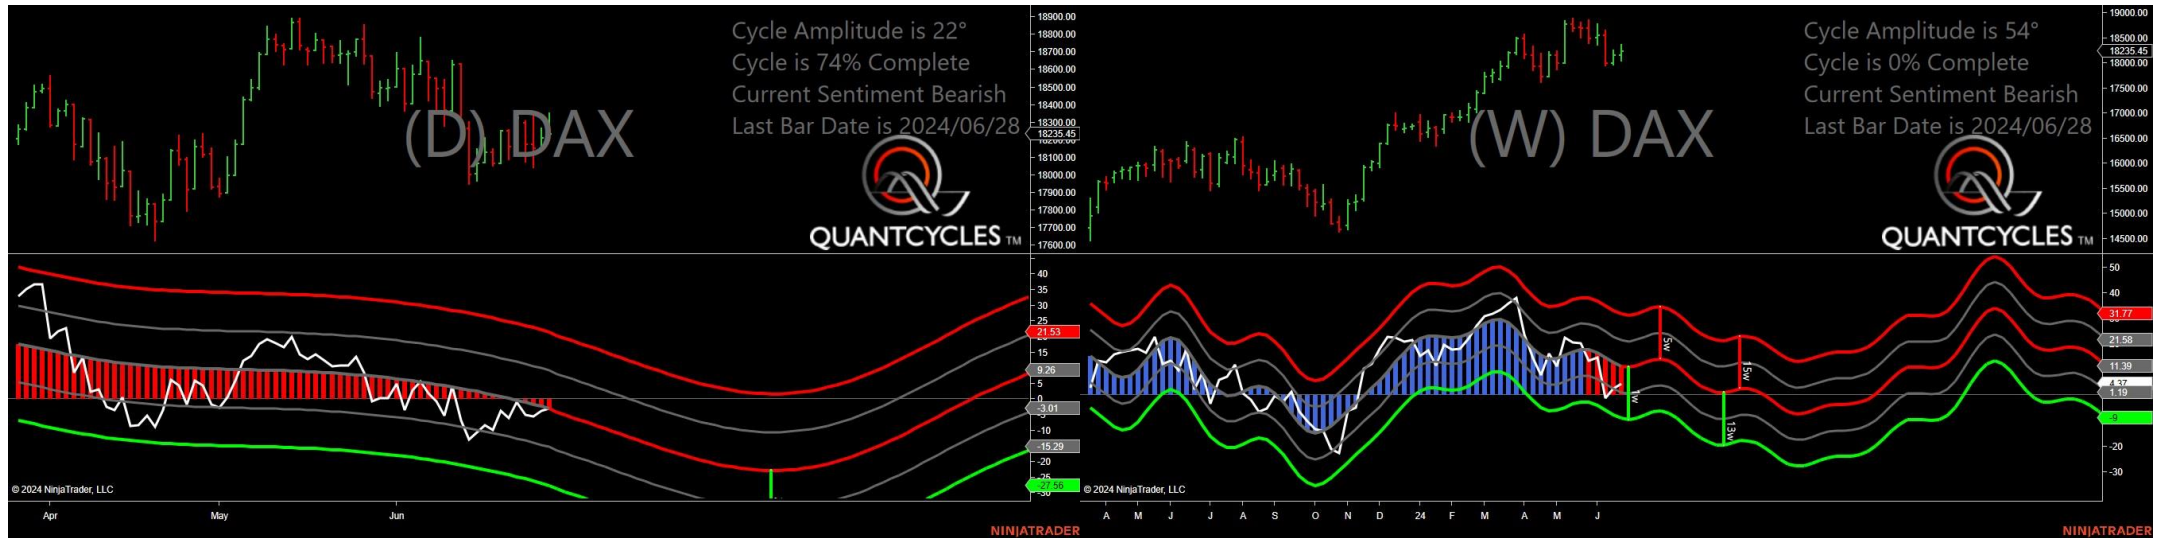 Cycle Amplitude is 22°
Cycle is 74% Complete
Current Sentiment Bearish
Last Bar Date is 2024/06/28
(D) DAX
QUANTCYCLES TM
18900.00
18800.00
18700.00
18600.00
18500.00
18400.00
18300.00
18235.45
18100.00
18000.00
17900.00
17800.00
17700.00
17600.00
40
35
30
25
21.53
15
9.26
5
0
-3.01
-5
-10
-15.29
-20
-25
-27.56
-30
© 2024 NinjaTrader, LLC
Apr May Jun
NINJATRADER
Cycle Amplitude is 54°
Cycle is 0% Complete
Current Sentiment Bearish
Last Bar Date is 2024/06/28
(W) DAX
QUANTCYCLES TM
19000.00
18500.00
18235.45
18000.00
17500.00
17000.00
16500.00
16000.00
15500.00
15000.00
14500.00
50
40
31.77
21.58
11.39
4.37
1.19
-9
-20
-30
1w
5w
13w
15w
© 2024 NinjaTrader, LLC
A M J J A S O N D 24 F M A M J
NINJATRADER